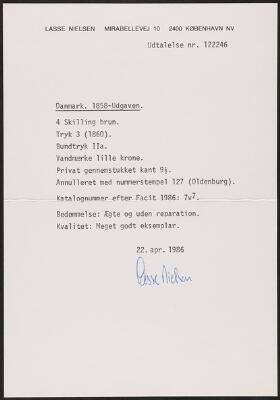 LASSE NIELSEN MIRABELLEVEJ 10 2400 KØBENHAVN NV
Udtalelse nr. 122246
Danmark. 1858-Udgaven.
4 Skilling brun.
Tryk 3 (1860).
Bundtryk IIa.
Vandmærke lille krone.
Privat gennemstukket kant 9½.
Annulleret med nummerstempel 127 (Oldenburg).
Katalognummer efter Facit 1986: 7v7.
Bedømmelse: Ægte og uden reparation.
Kvalitet: Meget godt eksemplar.
22. apr. 1986
Lasse Nielsen